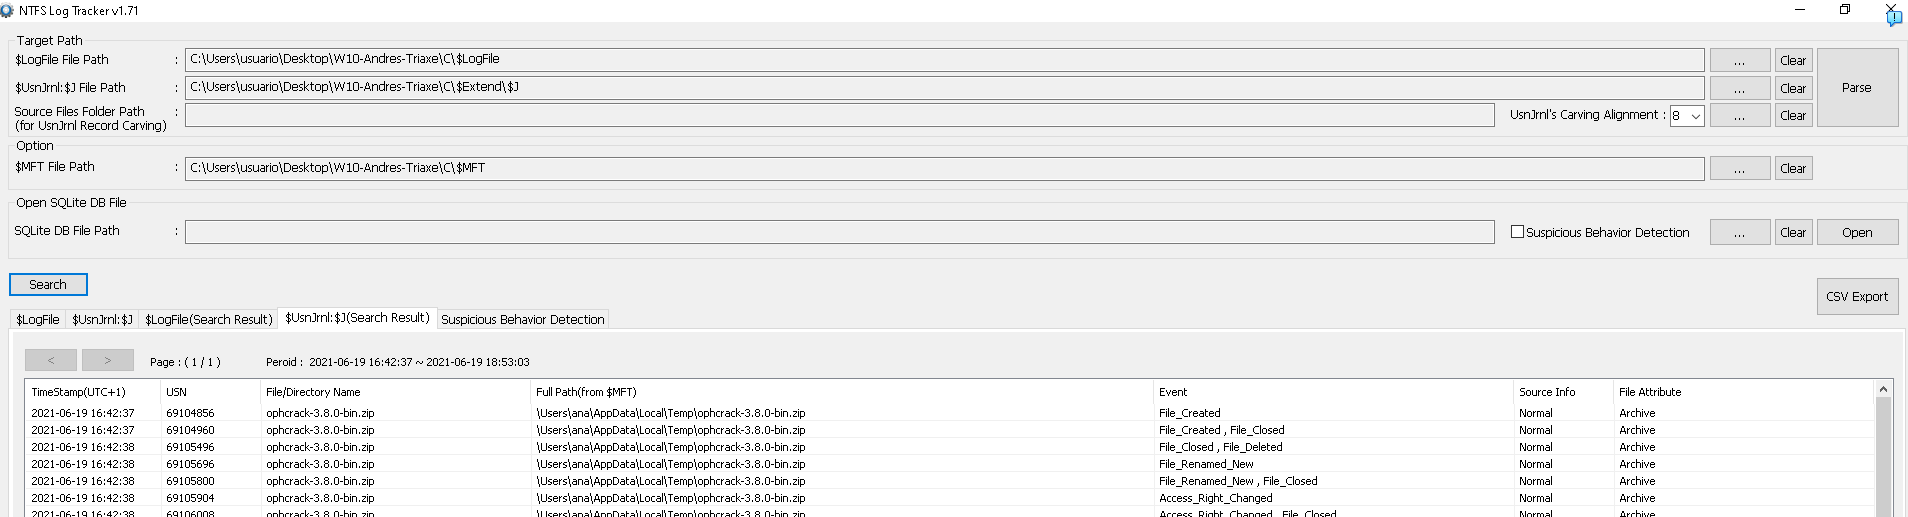 NTFS Log Tracker v1.71
Target Path
$LogFile File Path : C:\Users\usuario\Desktop\W10-Andres-Triaxe\C\$LogFile ... Clear
$UsnJrnl:$J File Path : C:\Users\usuario\Desktop\W10-Andres-Triaxe\C\$Extend\$J ... Clear Parse
Source Files Folder Path : UsnJrnl's Carving Alignment : 8 ... Clear
(for UsnJrnl Record Carving)
Option
$MFT File Path : C:\Users\usuario\Desktop\W10-Andres-Triaxe\C\$MFT ... Clear
Open SQLite DB File
SQLite DB File Path : Suspicious Behavior Detection ... Clear Open
Search
CSV Export
$LogFile $UsnJrnl:$J $LogFile(Search Result) $UsnJrnl:$J(Search Result) Suspicious Behavior Detection
< > Page : ( 1 / 1 ) Peroid : 2021-06-19 16:42:37 ~ 2021-06-19 18:53:03
TimeStamp(UTC+1) USN File/Directory Name Full Path(from $MFT) Event Source Info File Attribute
2021-06-19 16:42:37 69104856 ophcrack-3.8.0-bin.zip \Users\ana\AppData\Local\Temp\ophcrack-3.8.0-bin.zip File_Created Normal Archive
2021-06-19 16:42:37 69104960 ophcrack-3.8.0-bin.zip \Users\ana\AppData\Local\Temp\ophcrack-3.8.0-bin.zip File_Created , File_Closed Normal Archive
2021-06-19 16:42:38 69105496 ophcrack-3.8.0-bin.zip \Users\ana\AppData\Local\Temp\ophcrack-3.8.0-bin.zip File_Closed , File_Deleted Normal Archive
2021-06-19 16:42:38 69105696 ophcrack-3.8.0-bin.zip \Users\ana\AppData\Local\Temp\ophcrack-3.8.0-bin.zip File_Renamed_New Normal Archive
2021-06-19 16:42:38 69105800 ophcrack-3.8.0-bin.zip \Users\ana\AppData\Local\Temp\ophcrack-3.8.0-bin.zip File_Renamed_New , File_Closed Normal Archive
2021-06-19 16:42:38 69105904 ophcrack-3.8.0-bin.zip \Users\ana\AppData\Local\Temp\ophcrack-3.8.0-bin.zip Access_Right_Changed Normal Archive
2021-06-19 16:42:38 69106008 ophcrack-3.8.0-bin.zip \Users\ana\AppData\Local\Temp\ophcrack-3.8.0-bin.zip Access_Right_Changed , File_Closed Normal Archive